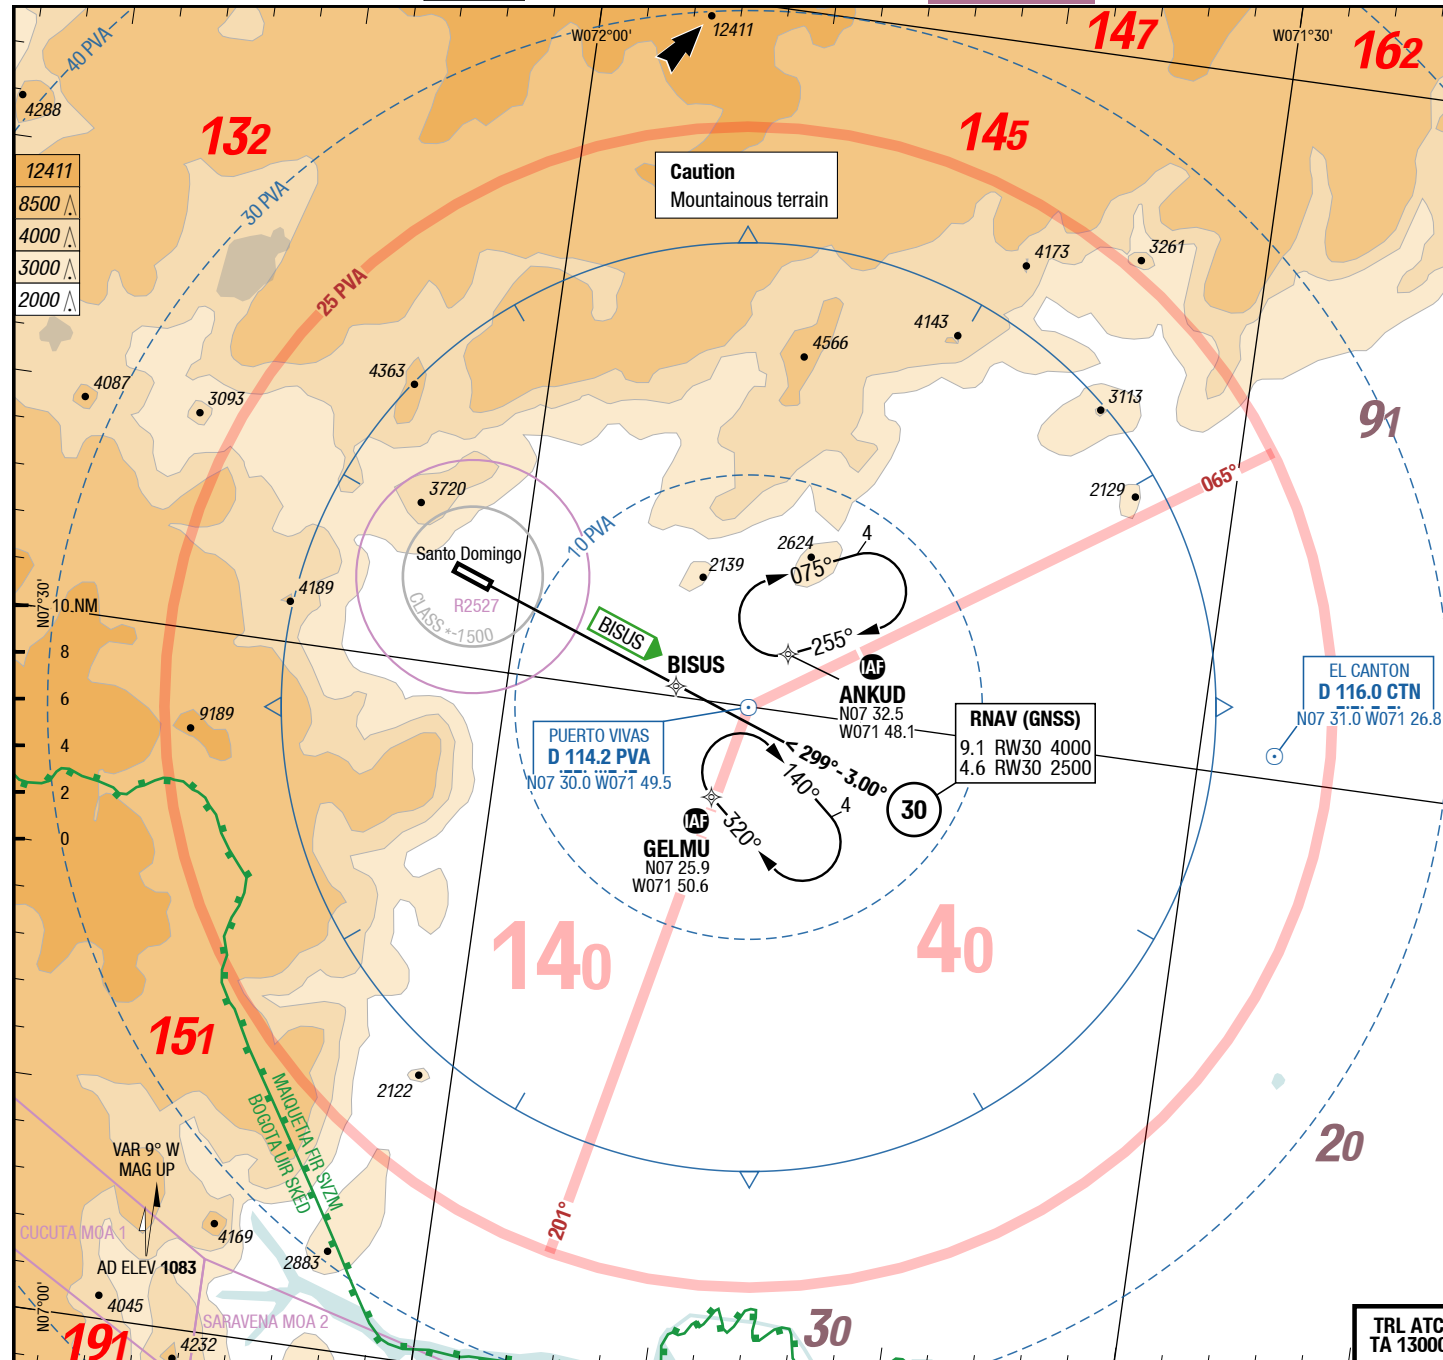 40 PVA
12411
W072°00'
147
W071°30'
162
4288
132
145
12411
8500
4000
3000
2000
Caution
Mountainous terrain
30 PVA
25 PVA
4173
3261
4143
4566
4363
4087
3093
3113
91
3720
2129
065°
10 PVA
Santo Domingo
2139
2624
4
075°
R2527
CLASS *-1500
4189
N07°30'
10 NM
8
6
4
2
0
BISUS
BISUS
255°
IAF
ANKUD
N07 32.5
W071 48.1
9189
PUERTO VIVAS
D 114.2 PVA
N07 30.0 W071 49.5
RNAV (GNSS)
9.1 RW30 4000
4.6 RW30 2500
EL CANTON
D 116.0 CTN
N07 31.0 W071 26.8
< 299°-3.00°
140°
4
30
320°
IAF
GELMU
N07 25.9
W071 50.6
140
40
151
2122
MAIQUETIA FIR SVZM
BOGOTA UIR SKED
VAR 9° W
MAG UP
20
201°
CUCUTA MOA 1
4169
2883
AD ELEV 1083
4045
N07°00'
SARAVENA MOA 2
191
4232
30
TRL ATC
TA 13000